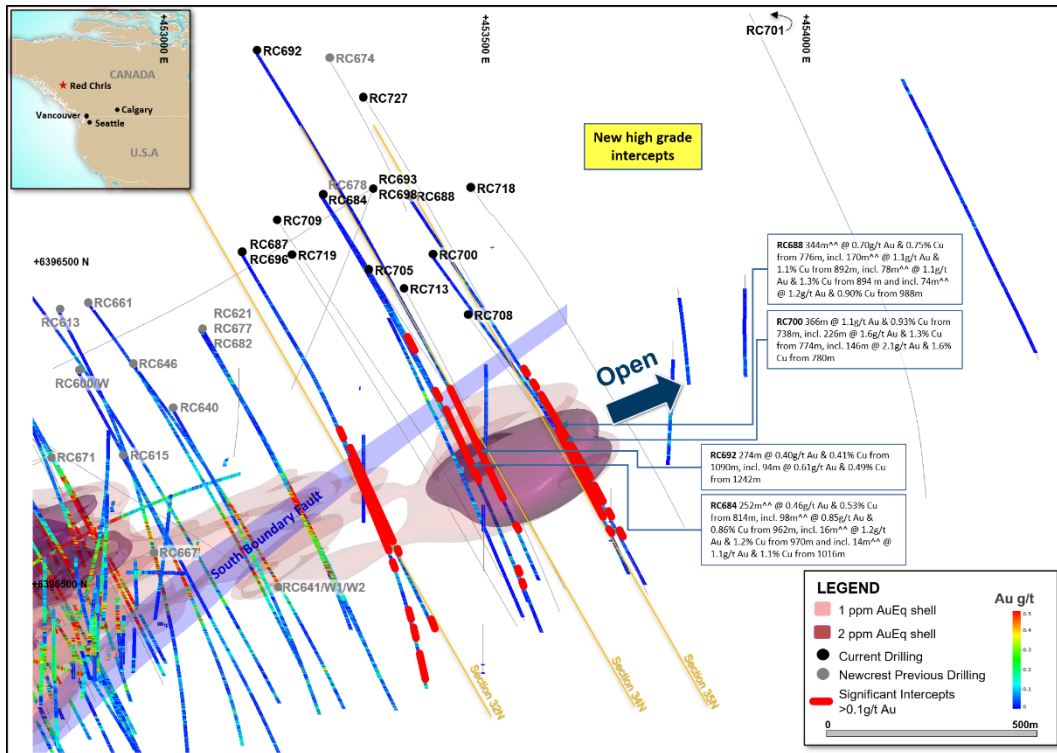 +453000 E
+453500 E
+454000 E
CANADA
Red Chris
Calgary
Vancouver
Seattle
U.S.A
RC692
RC674
RC727
RC701
New high grade
intercepts
RC678
RC684
RC693
RC698
RC688
RC718
RC709
RC687
RC696
RC719
RC705
RC700
RC713
RC708
+6396500 N
RC661
RC613
RC621
RC677
RC682
RC646
RC600/W
RC640
RC671
RC615
RC667
RC641/W1/W2
+6396500 N
South Boundary Fault
Open
RC688 344m^^ @ 0.70g/t Au & 0.75% Cu
from 776m, incl. 170m^^ @ 1.1g/t Au &
1.1% Cu from 892m, incl. 78m^^ @ 1.1g/t
Au & 1.3% Cu from 894 m and incl. 74m^^
@ 1.2g/t Au & 0.90% Cu from 988m
RC700 366m @ 1.1g/t Au & 0.93% Cu from
738m, incl. 226m @ 1.6g/t Au & 1.3% Cu
from 774m, incl. 146m @ 2.1g/t Au & 1.6%
Cu from 780m
RC692 274m @ 0.40g/t Au & 0.41% Cu from
1090m, incl. 94m @ 0.61g/t Au & 0.49% Cu
from 1242m
RC684 252m^^ @ 0.46g/t Au & 0.53% Cu
from 814m, incl. 98m^^ @ 0.85g/t Au &
0.86% Cu from 962m, incl. 16m^^ @ 1.2g/t
Au & 1.2% Cu from 970m and incl. 14m^^ @
1.1g/t Au & 1.1% Cu from 1016m
Section 32N
Section 34N
Section 35N
LEGEND
Au g/t
1 ppm AuEq shell
2 ppm AuEq shell
Current Drilling
Newcrest Previous Drilling
Significant Intercepts
>0.1g/t Au
0.5
0.4
0.3
0.2
0.1
0
0 500m